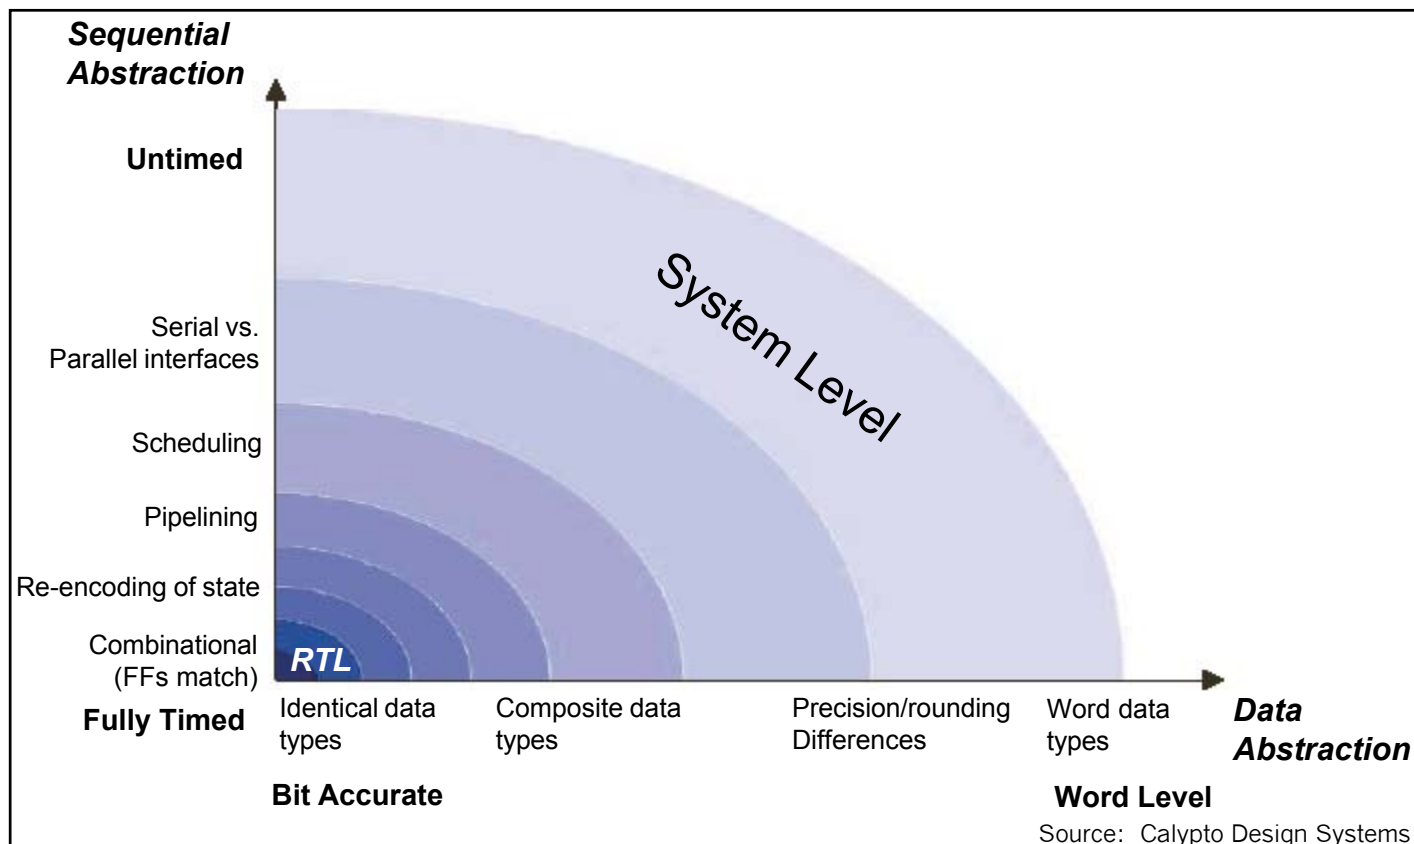 Sequential
Abstraction
Untimed
System Level
Serial vs.
Parallel interfaces
Scheduling
Pipelining
Re-encoding of state
Combinational
(FFs match)
RTL
Fully Timed
Identical data
types
Composite data
types
Precision/rounding
Differences
Word data
types
Data
Abstraction
Bit Accurate
Word Level
Source: Calypto Design Systems